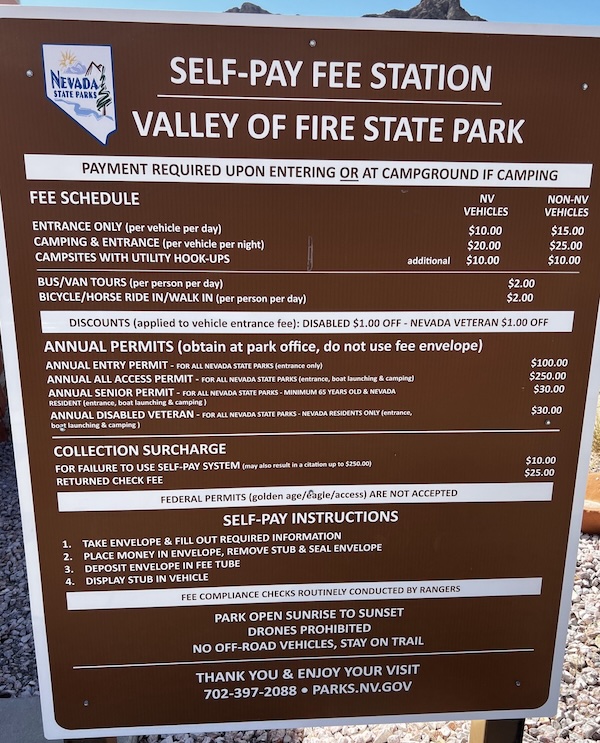 NEVADA
STATE PARKS
SELF-PAY FEE STATION
VALLEY OF FIRE STATE PARK
PAYMENT REQUIRED UPON ENTERING OR AT CAMPGROUND IF CAMPING
FEE SCHEDULE NV VEHICLES NON-NV VEHICLES
ENTRANCE ONLY (per vehicle per day) $10.00 $15.00
CAMPING & ENTRANCE (per vehicle per night) $20.00 $25.00
CAMPSITES WITH UTILITY HOOK-UPS additional $10.00 $10.00
BUS/VAN TOURS (per person per day) $2.00
BICYCLE/HORSE RIDE IN/WALK IN (per person per day) $2.00
DISCOUNTS (applied to vehicle entrance fee): DISABLED $1.00 OFF - NEVADA VETERAN $1.00 OFF
ANNUAL PERMITS (obtain at park office, do not use fee envelope)
ANNUAL ENTRY PERMIT - FOR ALL NEVADA STATE PARKS (entrance only) $100.00
ANNUAL ALL ACCESS PERMIT - FOR ALL NEVADA STATE PARKS (entrance, boat launching & camping) $250.00
ANNUAL SENIOR PERMIT - FOR ALL NEVADA STATE PARKS - MINIMUM 65 YEARS OLD & NEVADA $30.00
RESIDENT (entrance, boat launching & camping )
ANNUAL DISABLED VETERAN - FOR ALL NEVADA STATE PARKS - NEVADA RESIDENTS ONLY (entrance, $30.00
boat launching & camping )
COLLECTION SURCHARGE
FOR FAILURE TO USE SELF-PAY SYSTEM (may also result in a citation up to $250.00) $10.00
RETURNED CHECK FEE $25.00
FEDERAL PERMITS (golden age/eagle/access) ARE NOT ACCEPTED
SELF-PAY INSTRUCTIONS
1. TAKE ENVELOPE & FILL OUT REQUIRED INFORMATION
2. PLACE MONEY IN ENVELOPE, REMOVE STUB & SEAL ENVELOPE
3. DEPOSIT ENVELOPE IN FEE TUBE
4. DISPLAY STUB IN VEHICLE
FEE COMPLIANCE CHECKS ROUTINELY CONDUCTED BY RANGERS
PARK OPEN SUNRISE TO SUNSET
DRONES PROHIBITED
NO OFF-ROAD VEHICLES, STAY ON TRAIL
THANK YOU & ENJOY YOUR VISIT
702-397-2088 • PARKS.NV.GOV